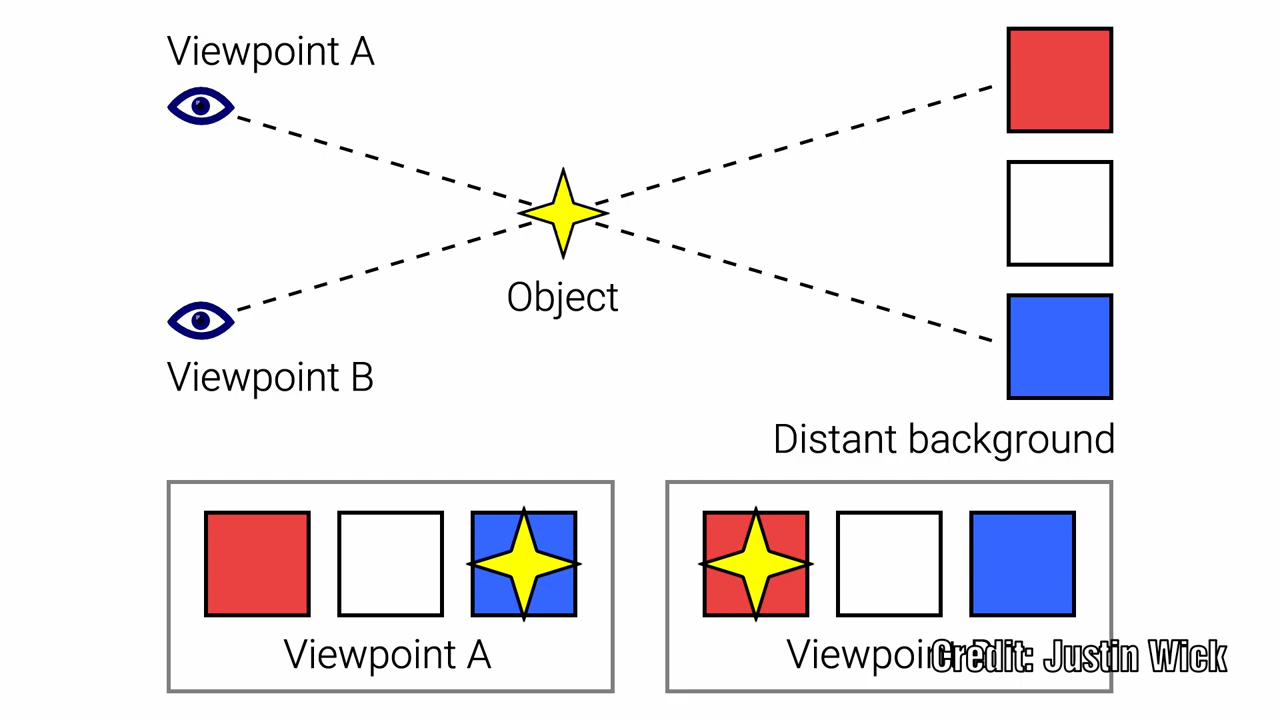 Viewpoint A
Object
Viewpoint B
Distant background
Viewpoint A
Credit: Justin Wick